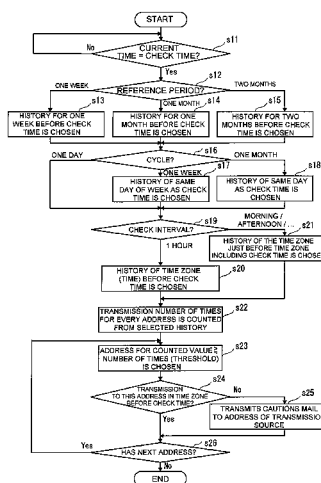 START
s11
CURRENT
TIME = CHECK TIME?
No
Yes
s12
REFERENCE PERIOD?
ONE WEEK
TWO MONTHS
s13
ONE
MONTH
s14
s15
HISTORY FOR ONE
WEEK BEFORE CHECK
TIME IS CHOSEN
HISTORY FOR ONE
MONTH BEFORE CHECK
TIME IS CHOSEN
HISTORY FOR TWO
MONTHS BEFORE CHECK
TIME IS CHOSEN
s16
ONE DAY
CYCLE?
ONE MONTH
ONE WEEK
s17
s18
HISTORY OF SAME
DAY OF WEEK AS CHECK
TIME IS CHOSEN
HISTORY OF SAME DAY
AS CHECK TIME IS
CHOSEN
s19
MORNING /
AFTERNOON / ...
s21
CHECK INTERVAL?
1 HOUR
HISTORY OF THE TIME ZONE
JUST BEFORE TIME ZONE
INCLUDING CHECK TIME IS CHOSE
s20
HISTORY OF TIME ZONE
(TIME) BEFORE CHECK
TIME IS CHOSEN
s22
TRANSMISSION NUMBER OF TIMES
FOR EVERY ADDRESS IS COUNTED
FROM SELECTED HISTORY
s23
ADDRESS FOR COUNTED VALUE≧
NUMBER OF TIMES (THRESHOLD)
IS CHOSEN
s24
TRANSMISSION
TO THIS ADDRESS IN TIME ZONE
BEFORE CHECK TIME?
No
s25
Yes
TRANSMITS CAUTIONS MAIL
TO ADDRESS OF TRANSMISSION
SOURCE
s26
Yes
HAS NEXT ADDRESS?
No
END